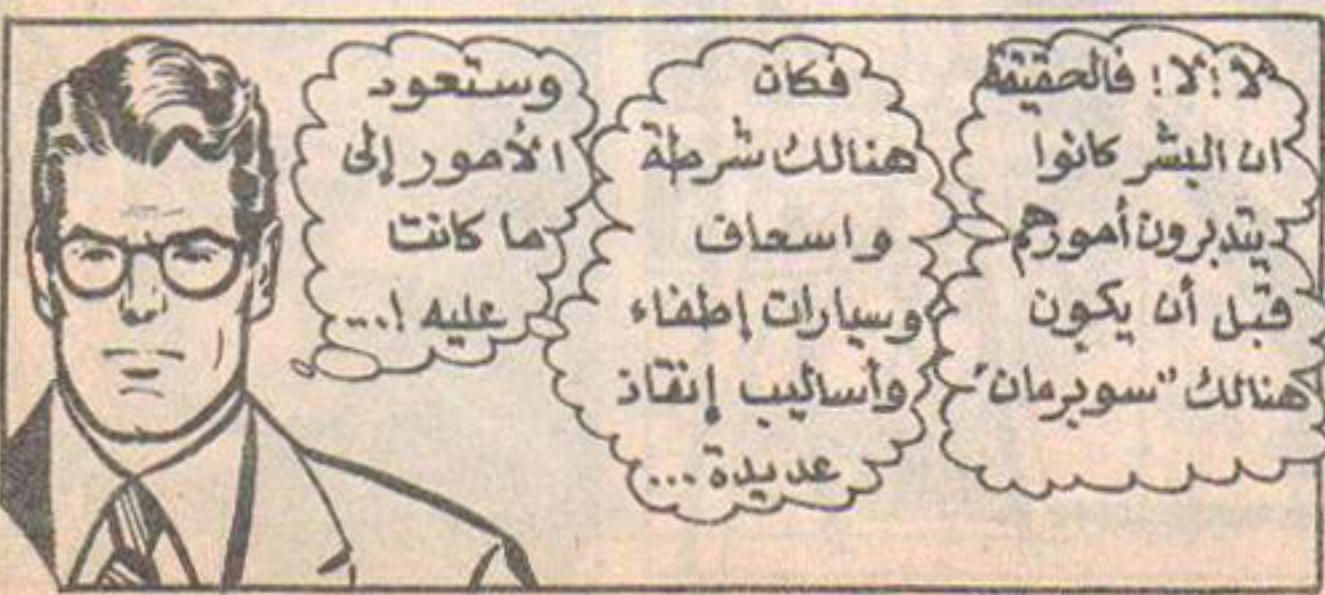 لا! لا! فالحقيقة
ان البشر كانوا
يتدبرون أمورهم
قبل أن يكون
هنالك "سوبرمان"
فكان
هنالك شرطة
واسعاف
وسيارات إطفاء
وأساليب إنقاذ
عديدة...
وستعود
الأمور إلى
ما كانت
عليه!...